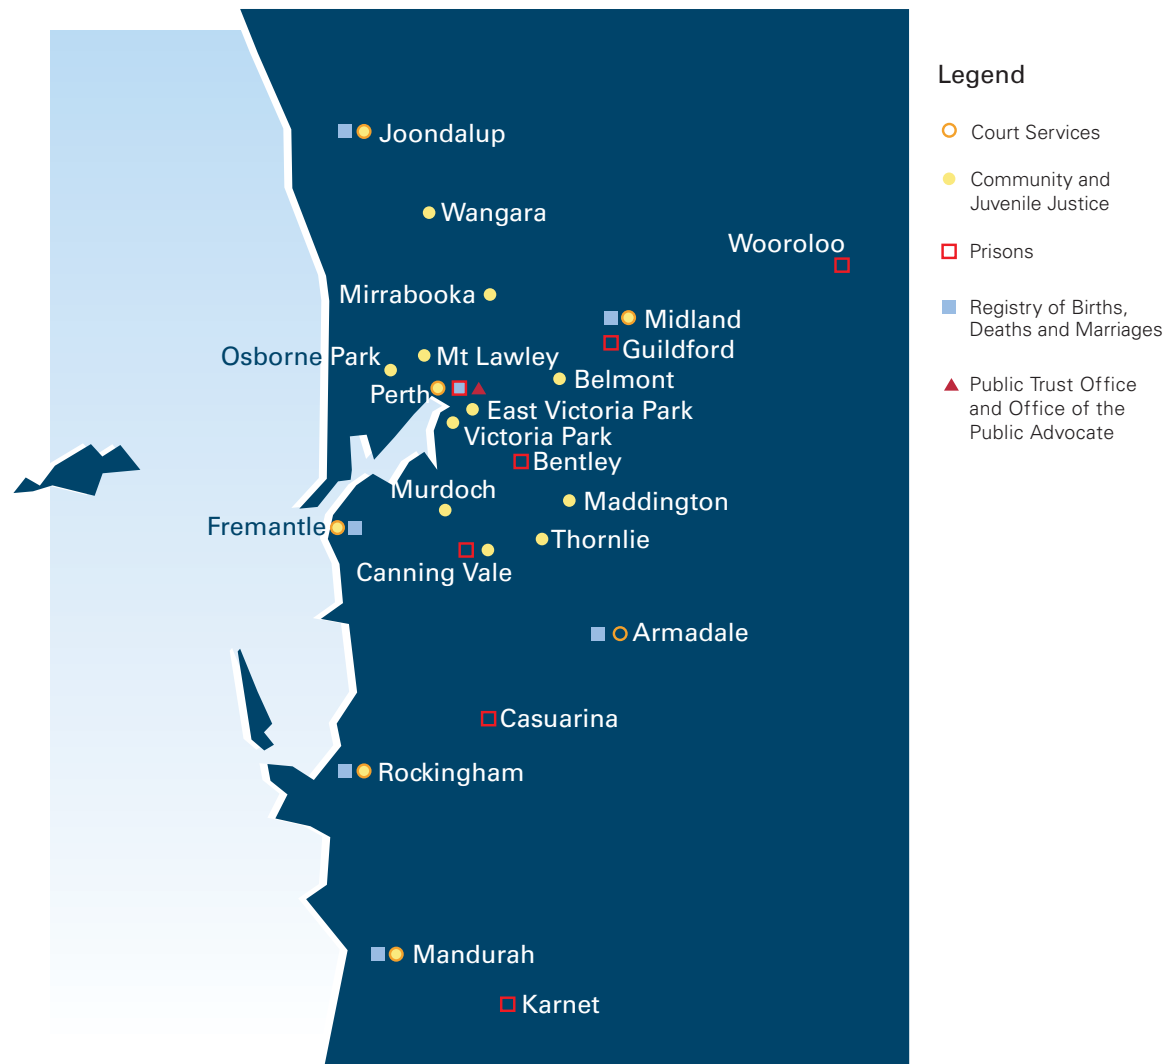 Legend
Court Services
Community and
Juvenile Justice
Prisons
Registry of Births,
Deaths and Marriages
Public Trust Office
and Office of the
Public Advocate
Joondalup
Wangara
Wooroloo
Mirrabooka
Midland
Guildford
Osborne Park
Mt Lawley
Belmont
Perth
East Victoria Park
Victoria Park
Bentley
Murdoch
Maddington
Fremantle
Thornlie
Canning Vale
Armadale
Casuarina
Rockingham
Mandurah
Karnet